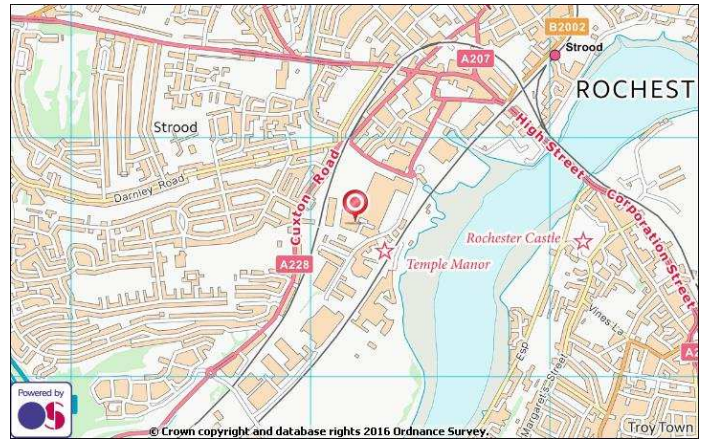 B2002
Strood
A207
ROCHEST
High Street
Strood
Darnley Road
Cuxton Road
Corporation Street
Rochester Castle
Temple Manor
A228
Vines La
Esp
Margaret's Street
A2
Troy Town
Powered by
OS
© Crown copyright and database rights 2016 Ordnance Survey.